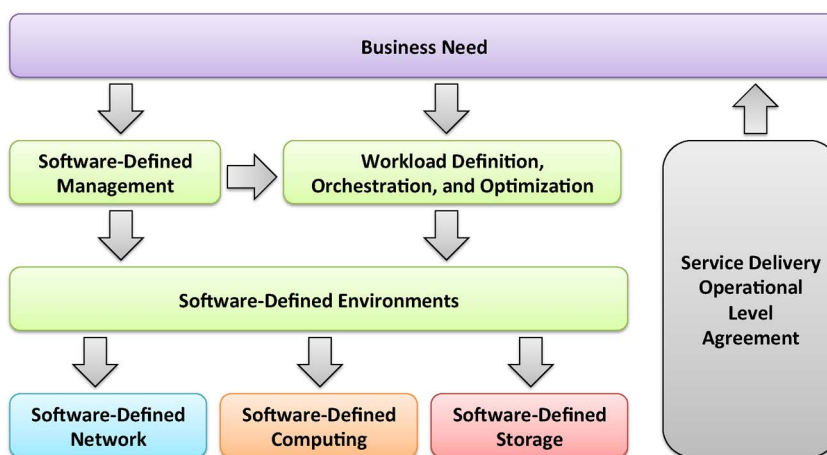 Business Need
Software-Defined
Management
Workload Definition,
Orchestration, and Optimization
Software-Defined Environments
Service Delivery
Operational
Level
Agreement
Software-Defined
Network
Software-Defined
Computing
Software-Defined
Storage